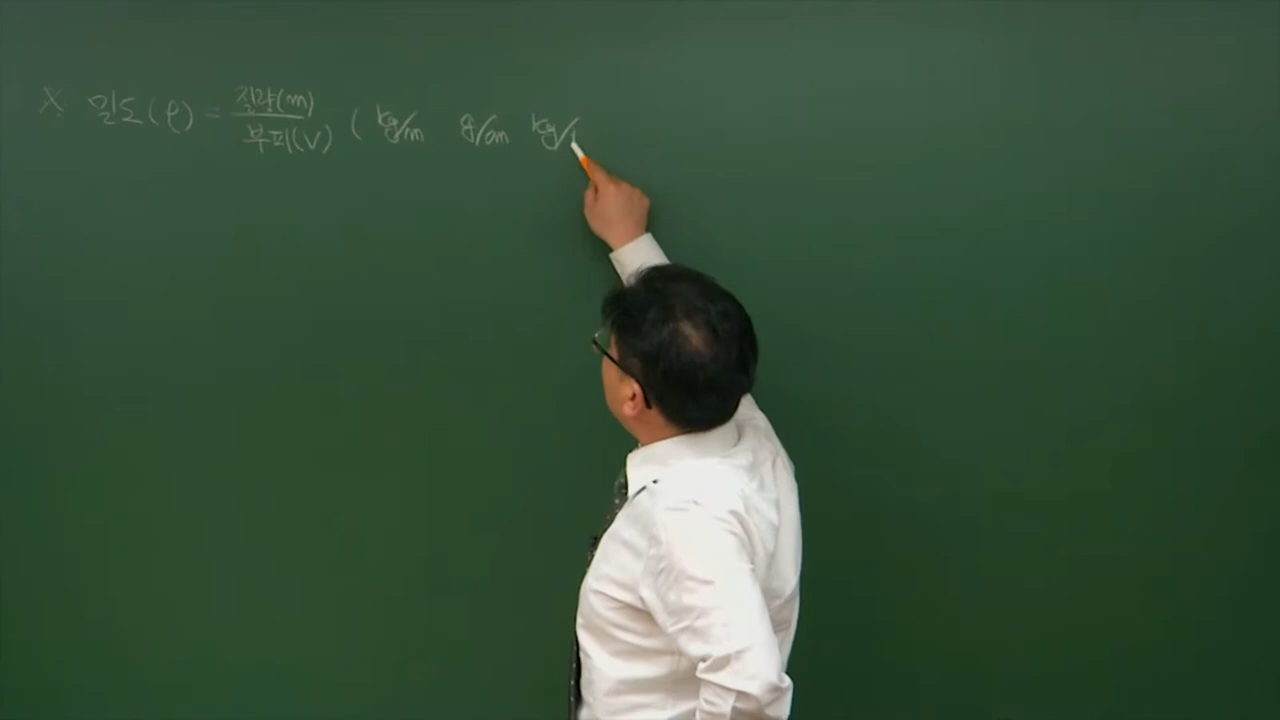 ※ 밀도(ρ) = 질량(m) / 부피(V) ( kg/m g/cm kg/